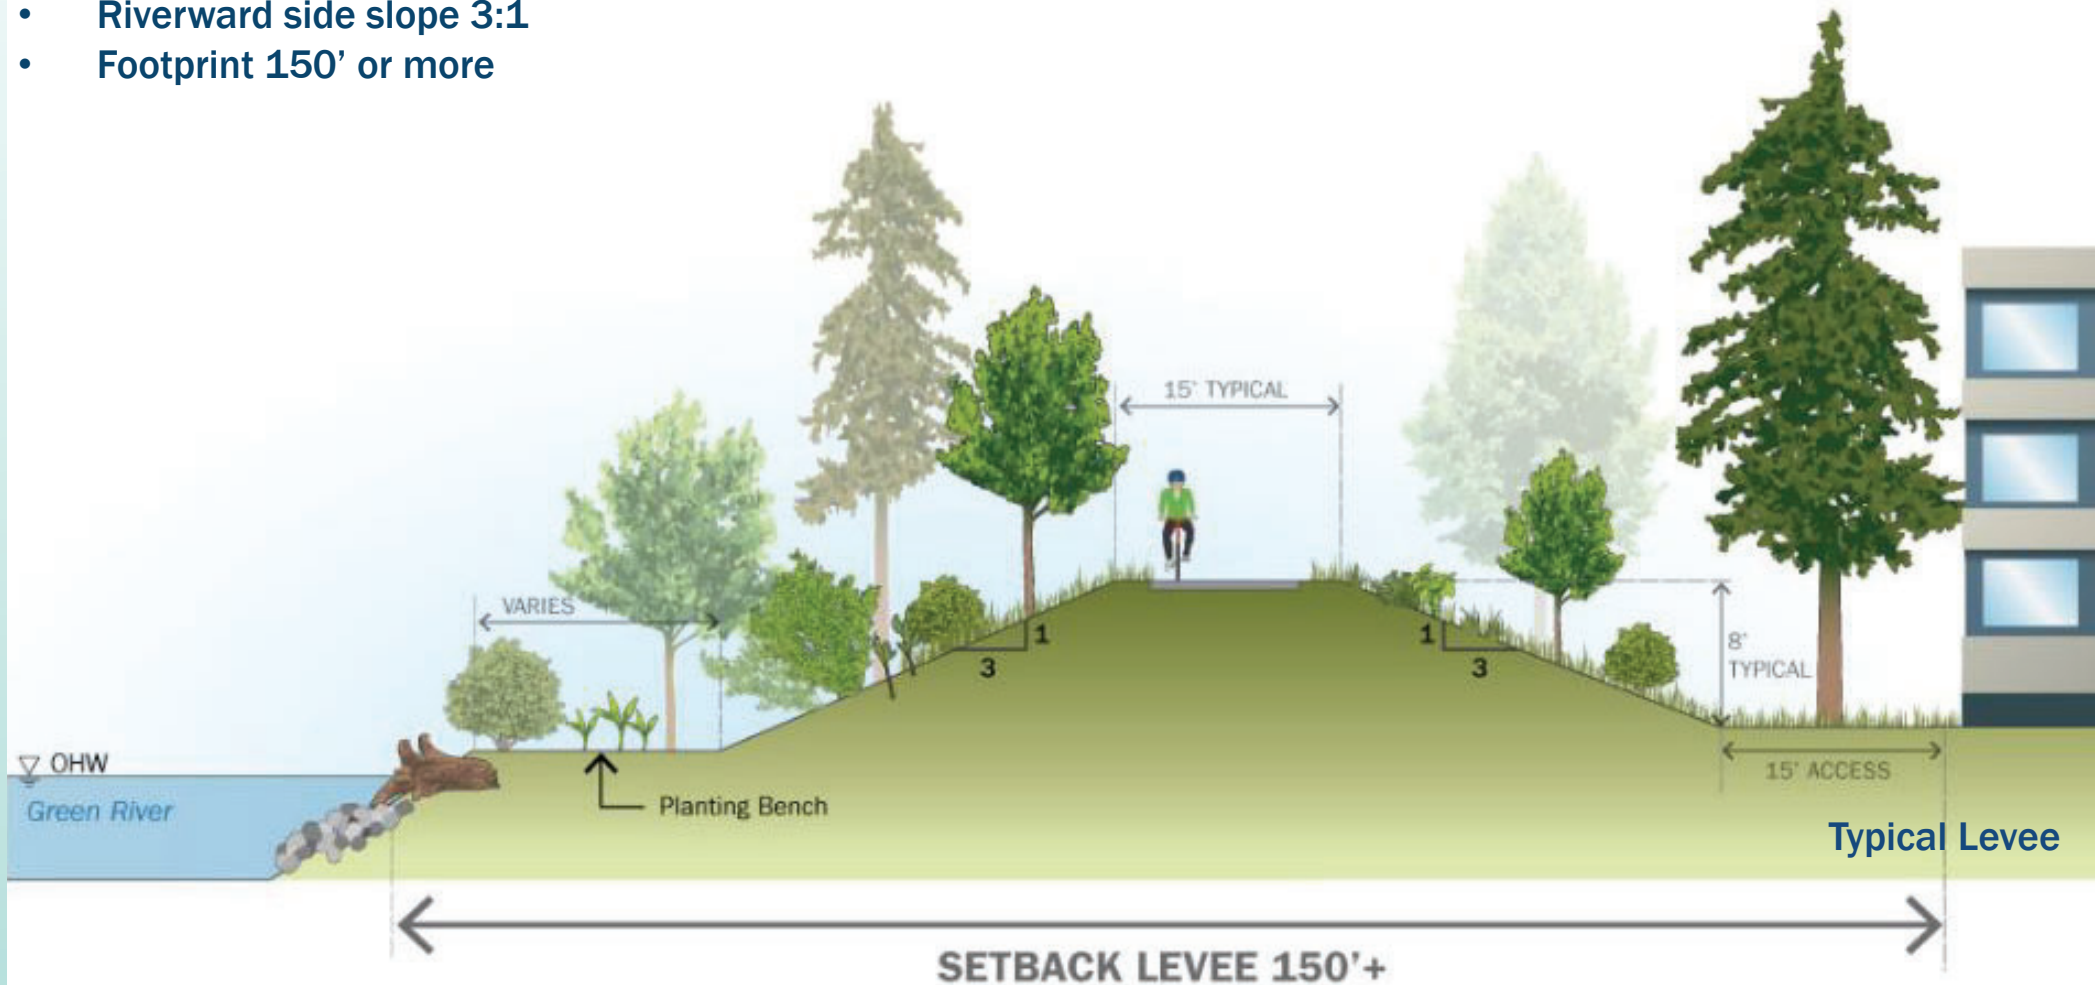 • Riverward side slope 3:1
• Footprint 150’ or more
15' TYPICAL
VARIES
1
3
1
3
8'
TYPICAL
OHW
Green River
Planting Bench
15' ACCESS
Typical Levee
SETBACK LEVEE 150'+